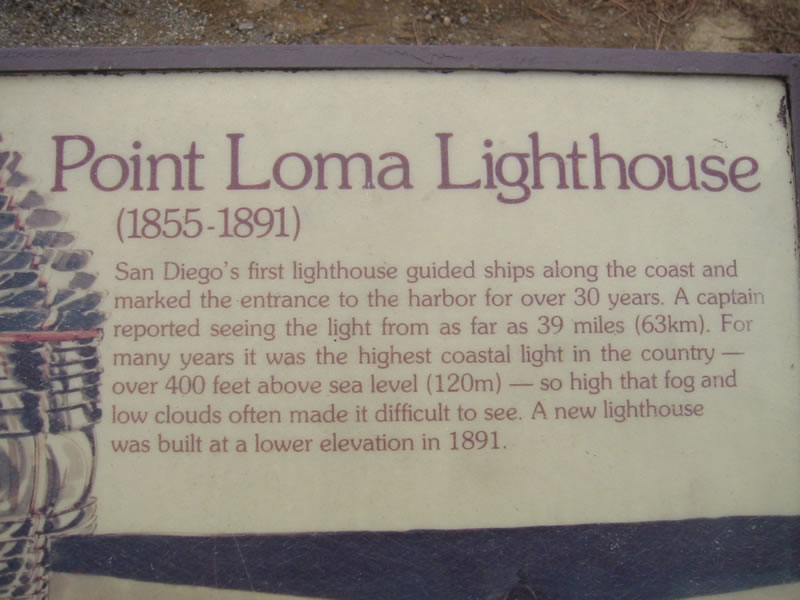 Point Loma Lighthouse
(1855-1891)
San Diego's first lighthouse guided ships along the coast and
marked the entrance to the harbor for over 30 years. A captain
reported seeing the light from as far as 39 miles (63km). For
many years it was the highest coastal light in the country —
over 400 feet above sea level (120m) — so high that fog and
low clouds often made it difficult to see. A new lighthouse
was built at a lower elevation in 1891.